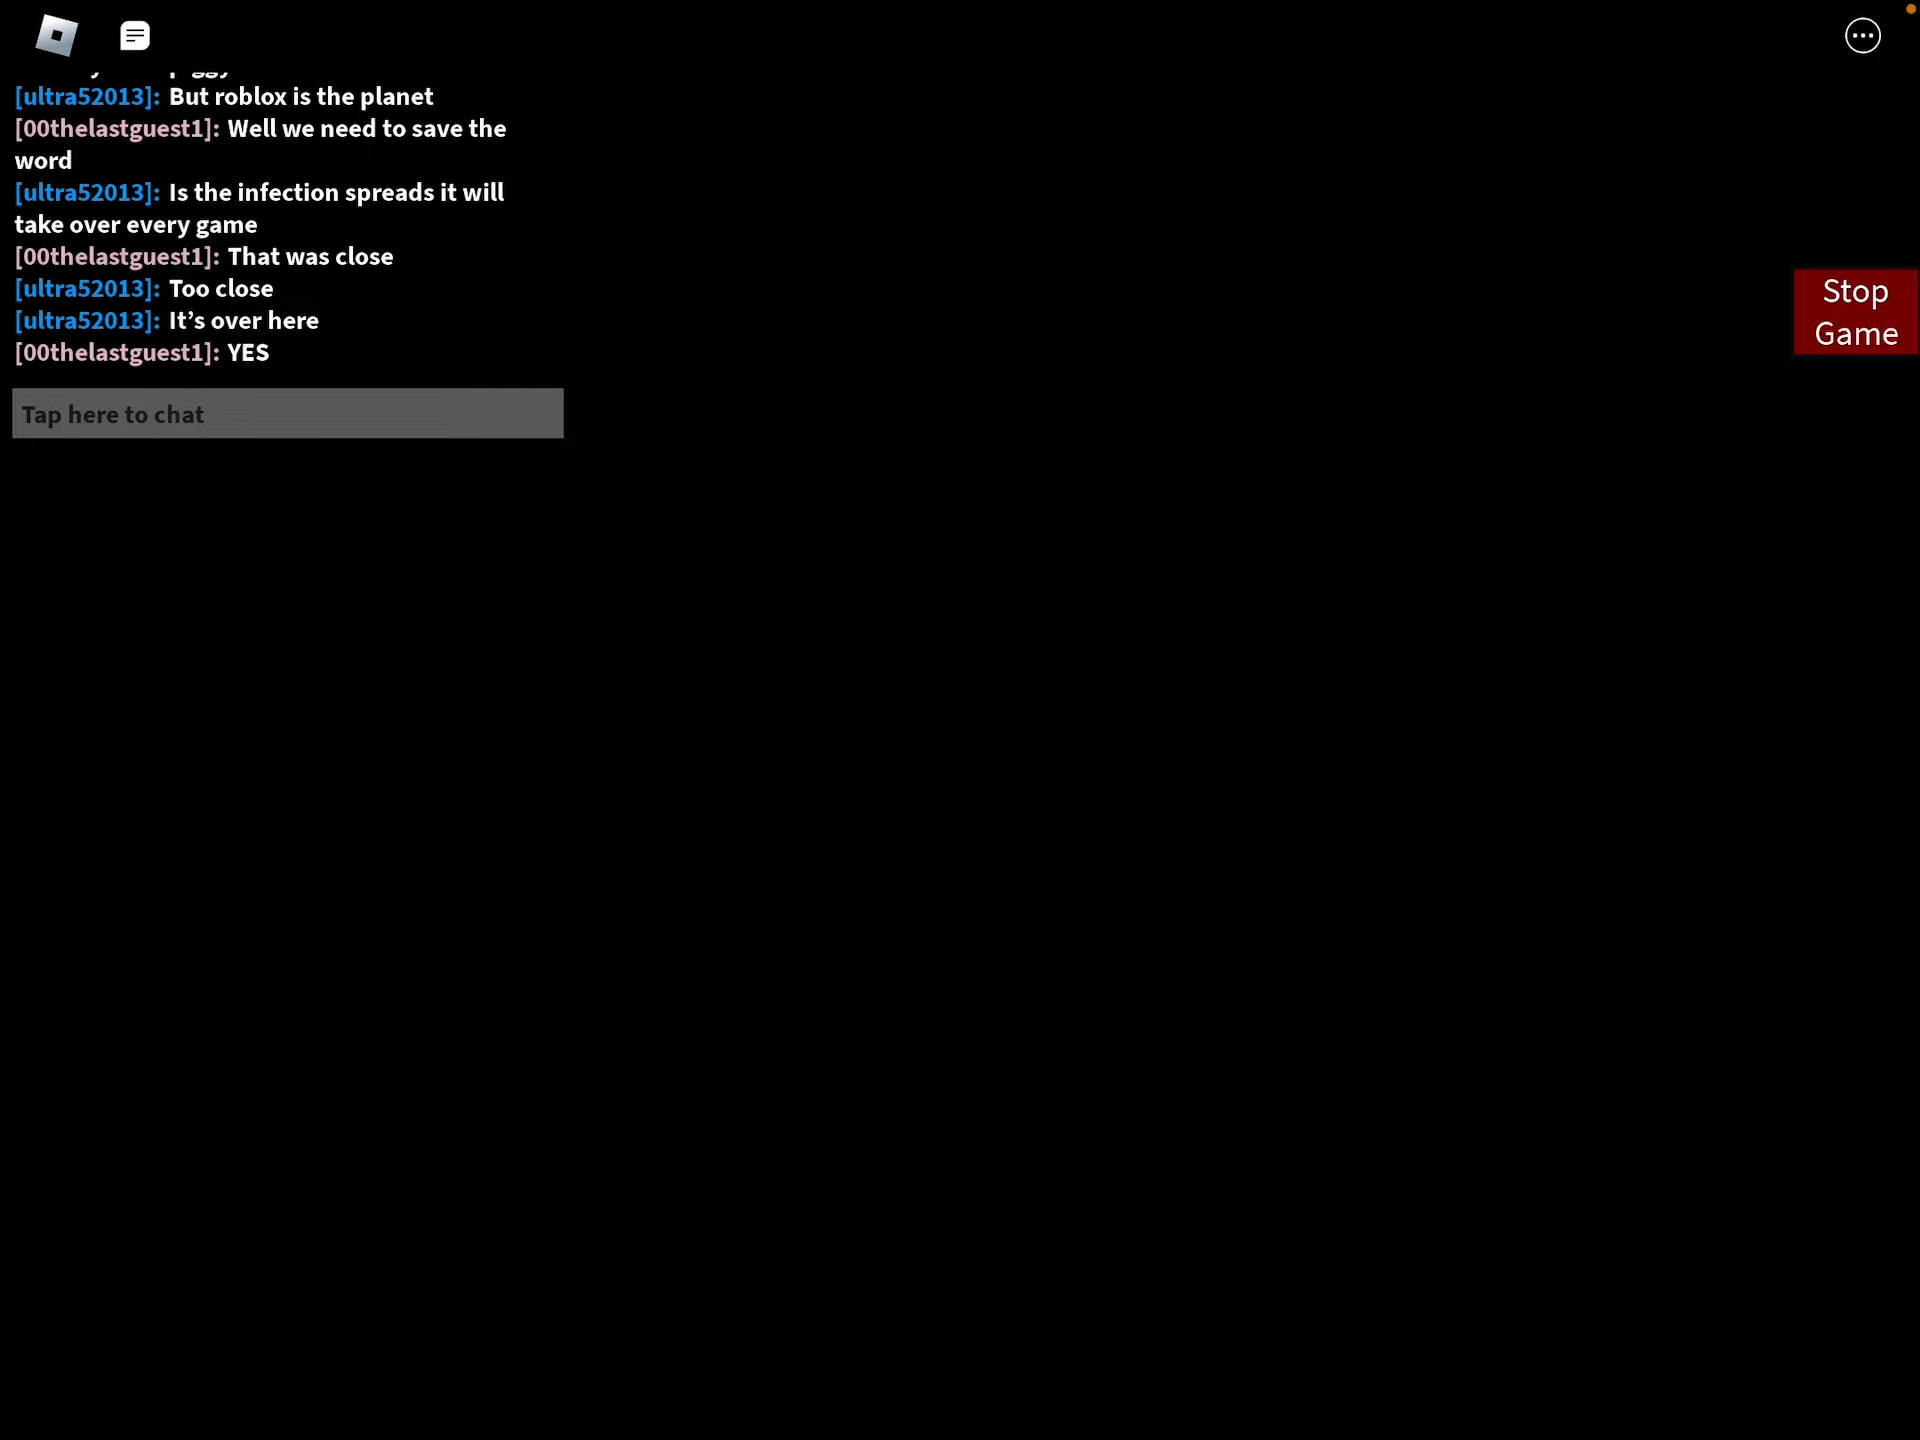 [ultra52013]: But roblox is the planet
[00thelastguest1]: Well we need to save the
word
[ultra52013]: Is the infection spreads it will
take over every game
[00thelastguest1]: That was close
[ultra52013]: Too close
[ultra52013]: It’s over here
[00thelastguest1]: YES
Tap here to chat
Stop
Game